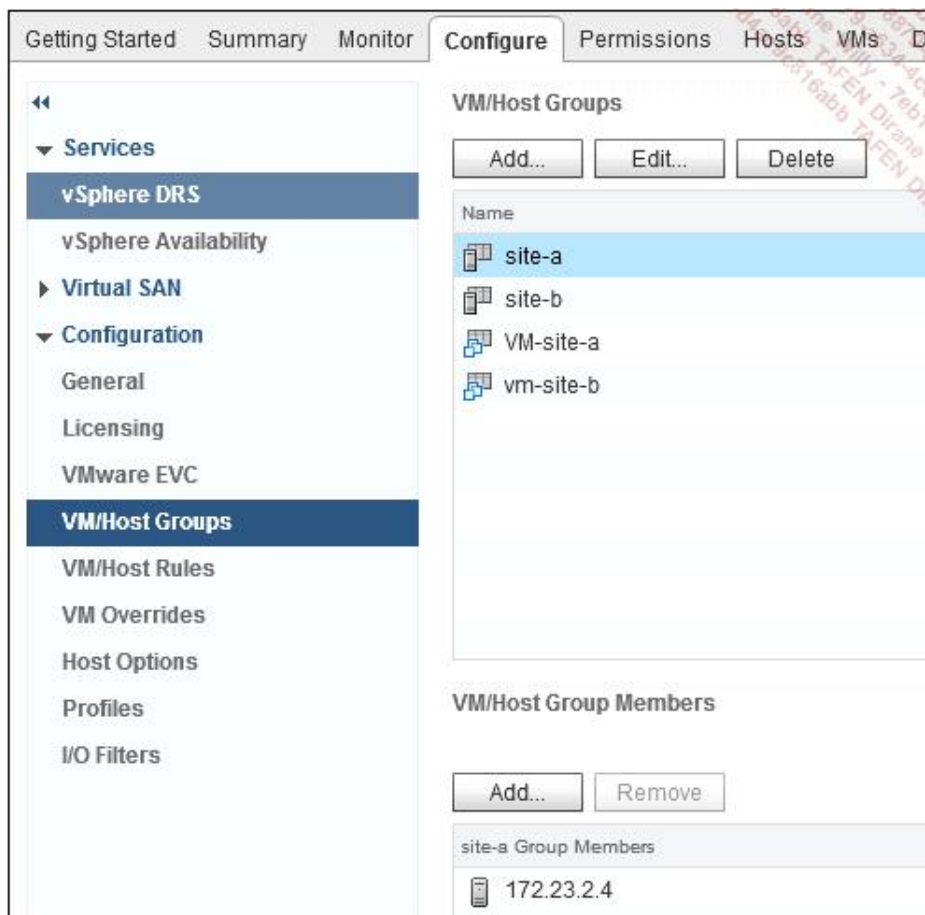 Getting Started Summary Monitor Configure Permissions Hosts VMs D
Services
vSphere DRS
vSphere Availability
Virtual SAN
Configuration
General
Licensing
VMware EVC
VM/Host Groups
VM/Host Rules
VM Overrides
Host Options
Profiles
I/O Filters
VM/Host Groups
Add... Edit... Delete
Name
site-a
site-b
VM-site-a
vm-site-b
VM/Host Group Members
Add... Remove
site-a Group Members
172.23.2.4